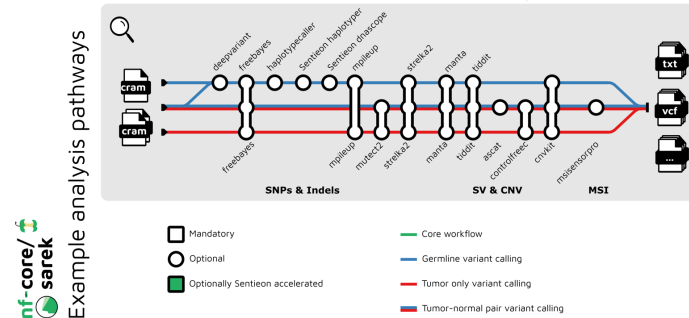 nf-core/
sarek
Example analysis pathways
cram
cram
deepvariant
freebayes
haplotypecaller
Sentieon haplotyper
Sentieon dnascope
mpileup
strelka2
manta
tiddit
freebayes
mpileup
mutect2
strelka2
manta
tiddit
ascat
controlfreec
cnvkit
msisensorpro
SNPs & Indels
SV & CNV
MSI
txt
vcf
...
Mandatory
Optional
Optionally Sentieon accelerated
Core workflow
Germline variant calling
Tumor only variant calling
Tumor-normal pair variant calling